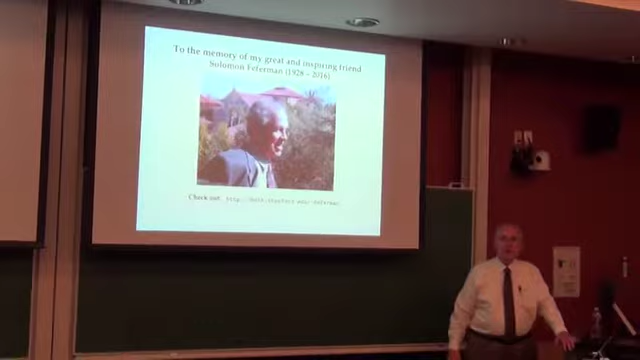 To the memory of my great and inspiring friend
Solomon Feferman (1928 – 2016)
Check out: